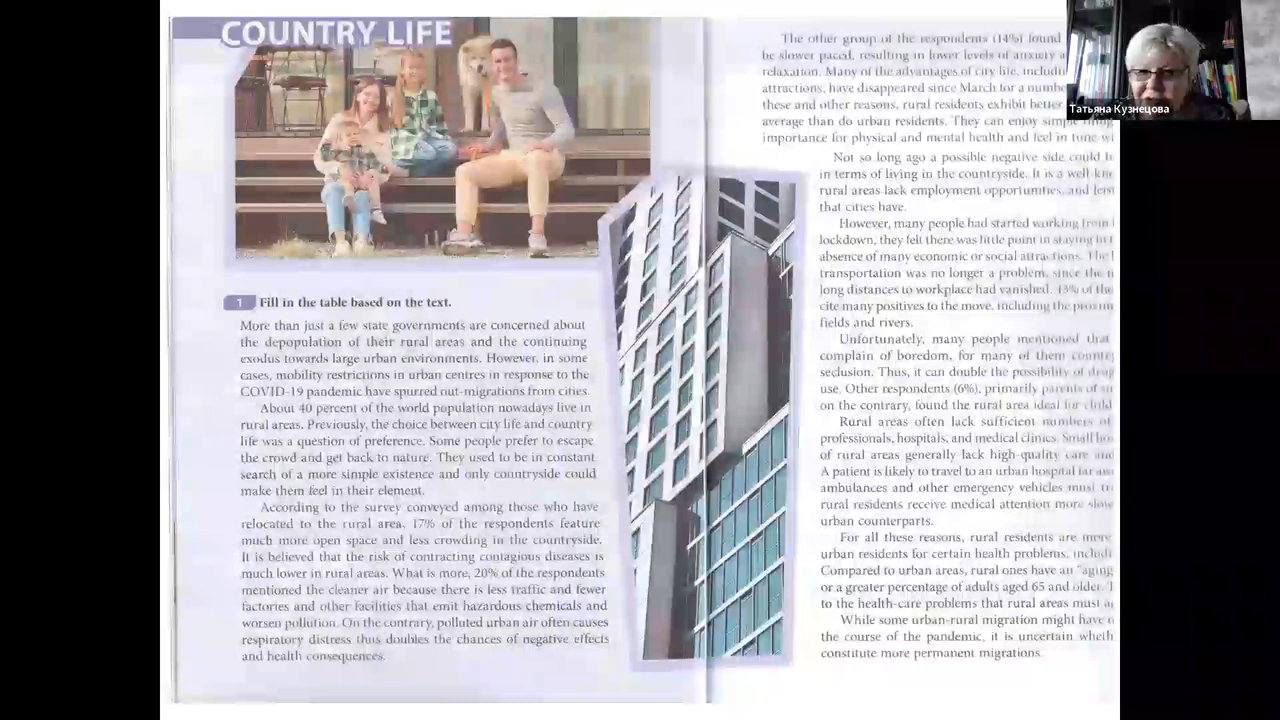 COUNTRY LIFE
1 Fill in the table based on the text.
More than just a few state governments are concerned about
the depopulation of their rural areas and the continuing
exodus towards large urban environments. However, in some
cases, mobility restrictions in urban centres in response to the
COVID-19 pandemic have spurred out-migrations from cities.
About 40 percent of the world population nowadays live in
rural areas. Previously, the choice between city life and country
life was a question of preference. Some people prefer to escape
the crowd and get back to nature. They used to be in constant
search of a more simple existence and only countryside could
make them feel in their element.
According to the survey conveyed among those who have
relocated to the rural area, 17% of the respondents feature
much more open space and less crowding in the countryside.
It is believed that the risk of contracting contagious diseases is
much lower in rural areas. What is more, 20% of the respondents
mentioned the cleaner air because there is less traffic and fewer
factories and other facilities that emit hazardous chemicals and
worsen pollution. On the contrary, polluted urban air often causes
respiratory distress thus doubles the chances of negative effects
and health consequences.
The other group of the respondents (14%) found
be slower paced, resulting in lower levels of anxiety a
relaxation. Many of the advantages of city life, includi
attractions, have disappeared since March for a numbe
these and other reasons, rural residents exhibit better
average than do urban residents. They can enjoy simple
importance for physical and mental health and feel in tune wi
Not so long ago a possible negative side could b
in terms of living in the countryside. It is a well kno
rural areas lack employment opportunities, and
that cities have.
However, many people had started working from
lockdown, they felt there was little point in staying in
absence of many economic or social attractions. The
transportation was no longer a problem, since the
long distances to workplace had vanished. 13% of the
cite many positives to the move, including the
fields and rivers.
Unfortunately, many people mentioned that
complain of boredom, for many of them country
seclusion. Thus, it can double the possibility of drug
use. Other respondents (6%), primarily parents of
on the contrary, found the rural area ideal for child
Rural areas often lack sufficient numbers of
professionals, hospitals, and medical clinics. Small
of rural areas generally lack high-quality care and
A patient is likely to travel to an urban hospital far
ambulances and other emergency vehicles must
rural residents receive medical attention more slow
urban counterparts.
For all these reasons, rural residents are more
urban residents for certain health problems, includi
Compared to urban areas, rural ones have an "aging
or a greater percentage of adults aged 65 and older.
to the health-care problems that rural areas must
While some urban-rural migration might have
the course of the pandemic, it is uncertain wheth
constitute more permanent migrations.
Татьяна Кузнецова